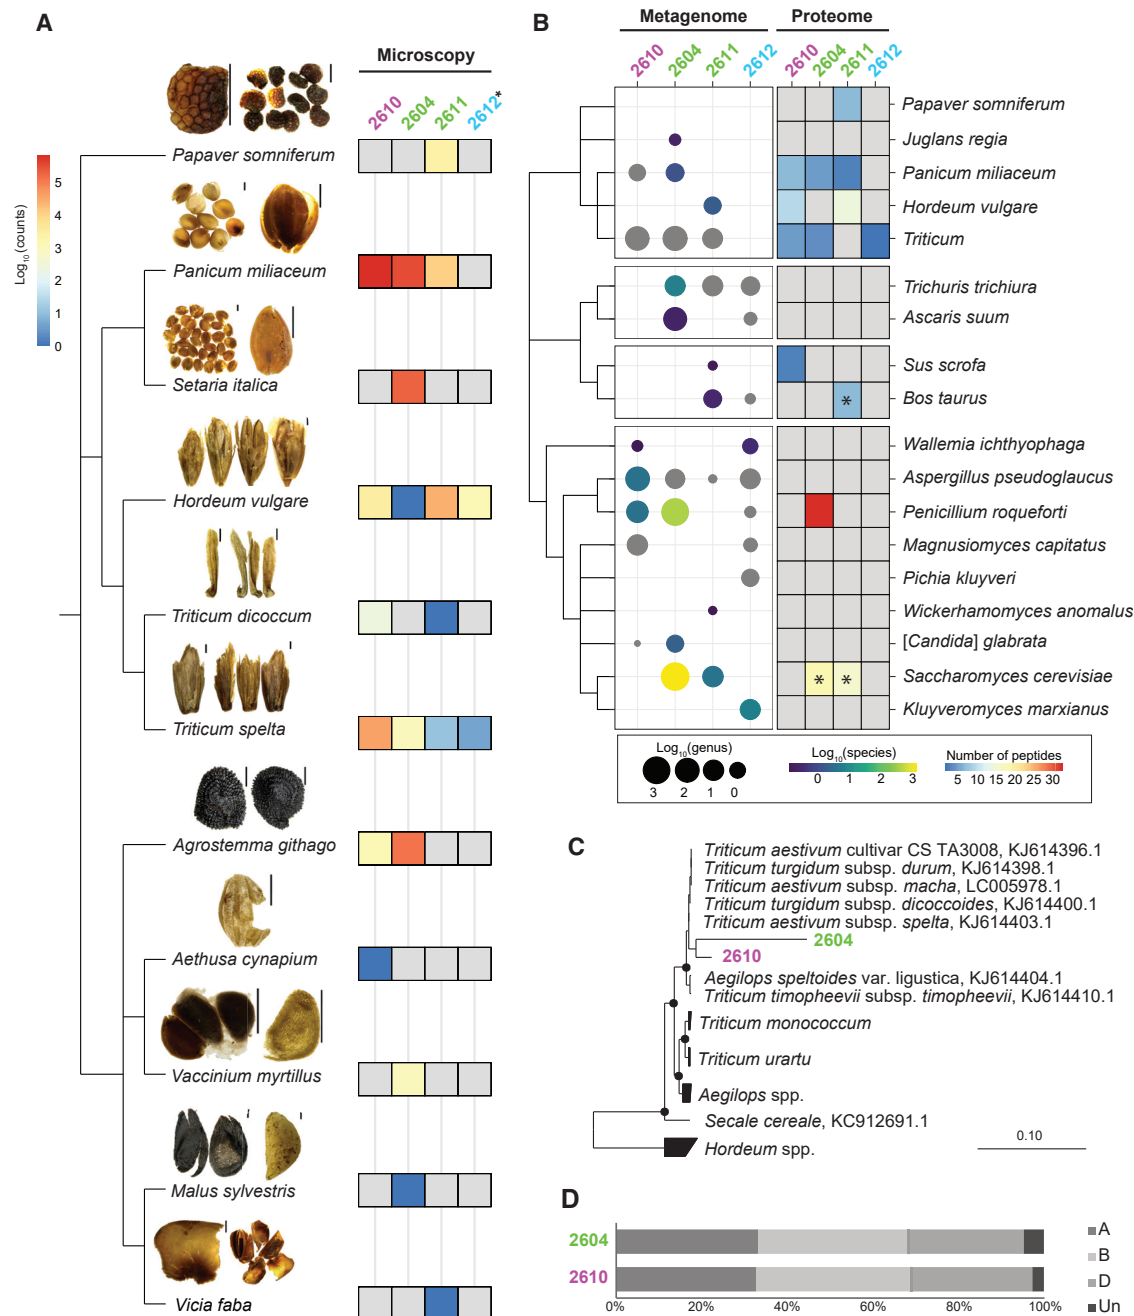 A
Microscopy
2610
2604
2611
2612*
Log10(counts)
5
4
3
2
1
0
Papaver somniferum
Panicum miliaceum
Setaria italica
Hordeum vulgare
Triticum dicoccum
Triticum spelta
Agrostemma githago
Aethusa cynapium
Vaccinium myrtillus
Malus sylvestris
Vicia faba
B
Metagenome
Proteome
2610
2604
2611
2612
2610
2604
2611
2612
Papaver somniferum
Juglans regia
Panicum miliaceum
Hordeum vulgare
Triticum
Trichuris trichiura
Ascaris suum
Sus scrofa
*
Bos taurus
Wallemia ichthyophaga
Aspergillus pseudoglaucus
Penicillium roqueforti
Magnusiomyces capitatus
Pichia kluyveri
Wickerhamomyces anomalus
[Candida] glabrata
* *
Saccharomyces cerevisiae
Kluyveromyces marxianus
Log10(genus)
3 2 1 0
Log10(species)
0 1 2 3
Number of peptides
5 10 15 20 25 30
C
Triticum aestivum cultivar CS TA3008, KJ614396.1
Triticum turgidum subsp. durum, KJ614398.1
Triticum aestivum subsp. macha, LC005978.1
Triticum turgidum subsp. dicoccoides, KJ614400.1
Triticum aestivum subsp. spelta, KJ614403.1
2604
2610
Aegilops speltoides var. ligustica, KJ614404.1
Triticum timopheevii subsp. timopheevii, KJ614410.1
Triticum monococcum
Triticum urartu
Aegilops spp.
Secale cereale, KC912691.1
Hordeum spp.
0.10
D
2604
2610
0% 20% 40% 60% 80% 100%
A
B
D
Un